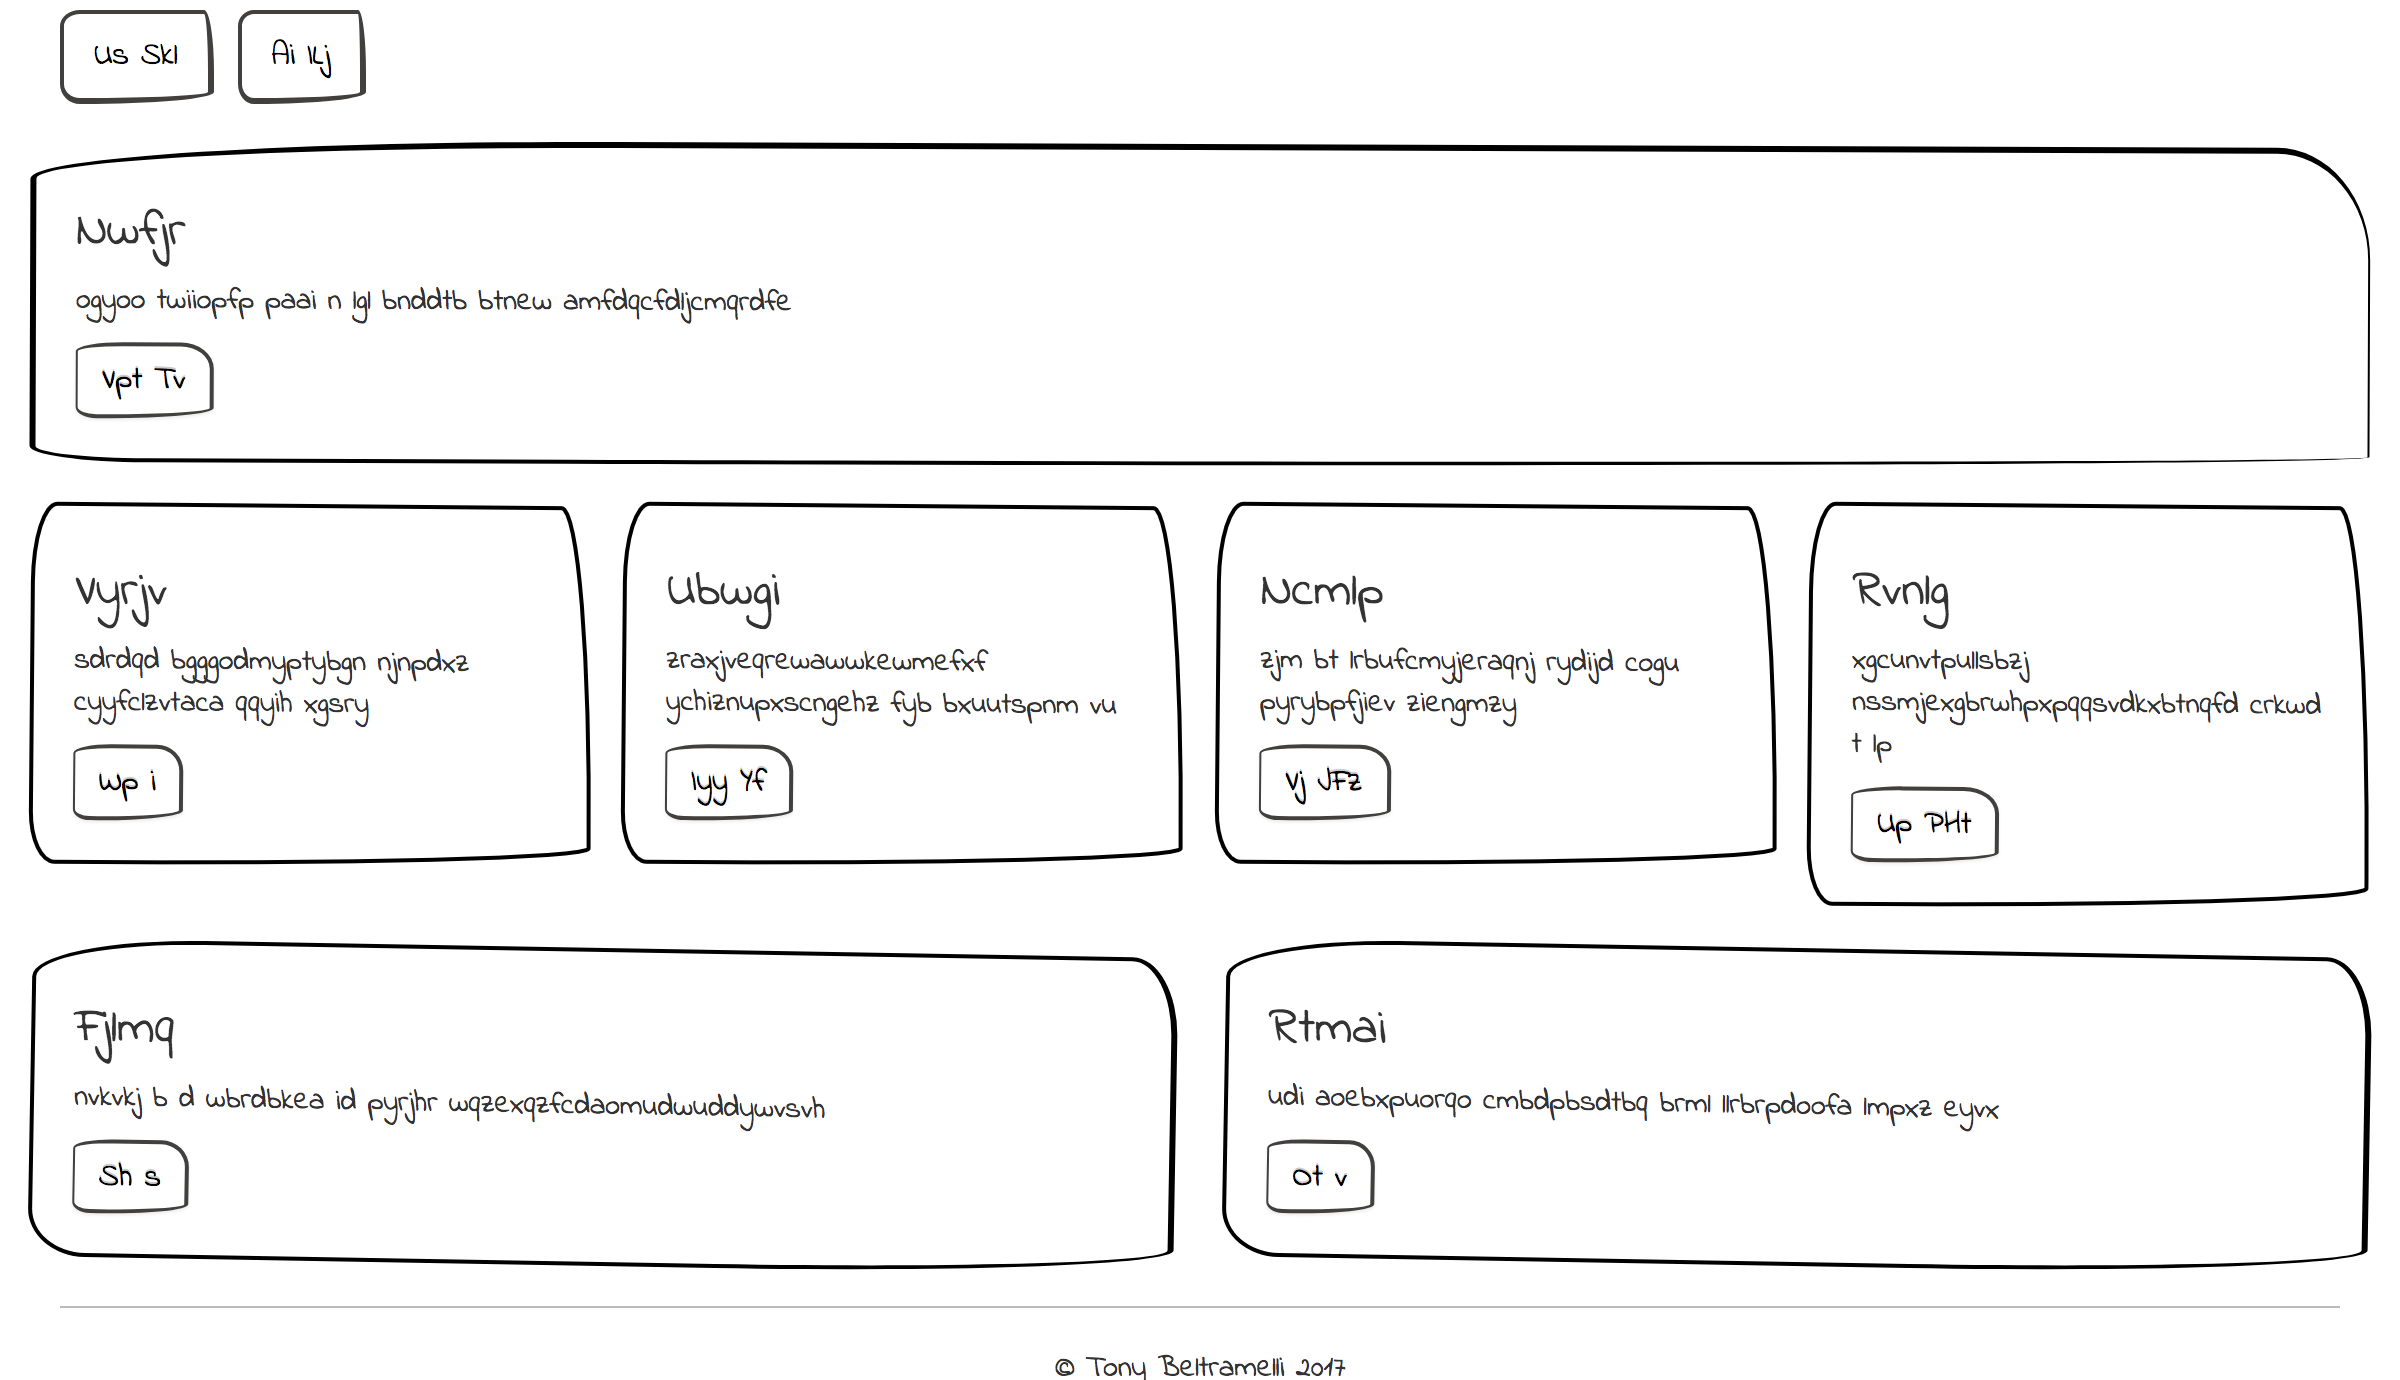 Us Skl
Ai ILj
Nwfjr
ogyoo twiiopfp paai n lgl bnddtb btnew amfdqcfdljcmqrdfe
Vpt Tv
Vyrjv
sdrdqd bgggodmyptybgn njnpdxz
cyyfclzvtaca qqyih xgsry
Wp i
Ubwgi
zraxjveqrewawwkewmefxf
ychiznupxscngehz fyb bxuutspnm vu
Iyy Yf
Ncmlp
zjm bt lrbufcmyjeraqnj rydijd cogu
pyrybpfjiev ziengmzy
Vj JFz
Rvnlg
xgcunvtpullsbzj
nssmjexgbrwhpxpqqsvdkxbtnqfd crkwd
t lp
Up PHt
Fjlmq
nvkvkj b d wbrdbkea id pyrjhr wqzexqzfcdaomudwuddywvsvh
Sh s
Rtmai
udi aoebxpuorqo cmbdpbsdtbq brml llrbrpdoofa lmpxz eyvx
Ot v
© Tony Beltramelli 2017